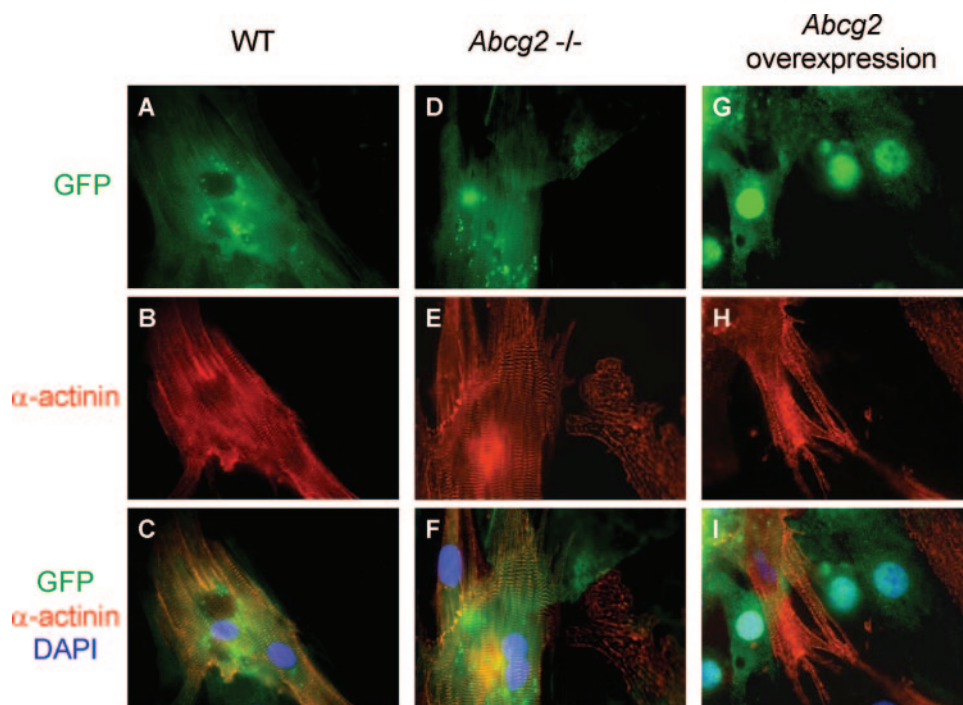 WT
Abcg2 -/-
Abcg2
overexpression
GFP
A
D
G
α-actinin
B
E
H
GFP
α-actinin
DAPI
C
F
I